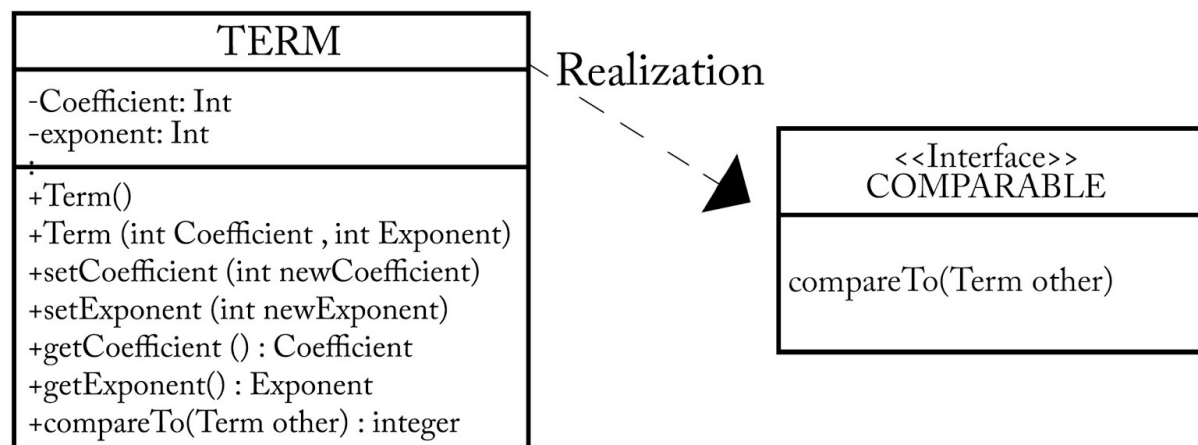 TERM
-Coefficient: Int
-exponent: Int
:
+Term()
+Term (int Coefficient , int Exponent)
+setCoefficient (int newCoefficient)
+setExponent (int newExponent)
+getCoefficient () : Coefficient
+getExponent() : Exponent
+compareTo(Term other) : integer
Realization
<<Interface>>
COMPARABLE
compareTo(Term other)